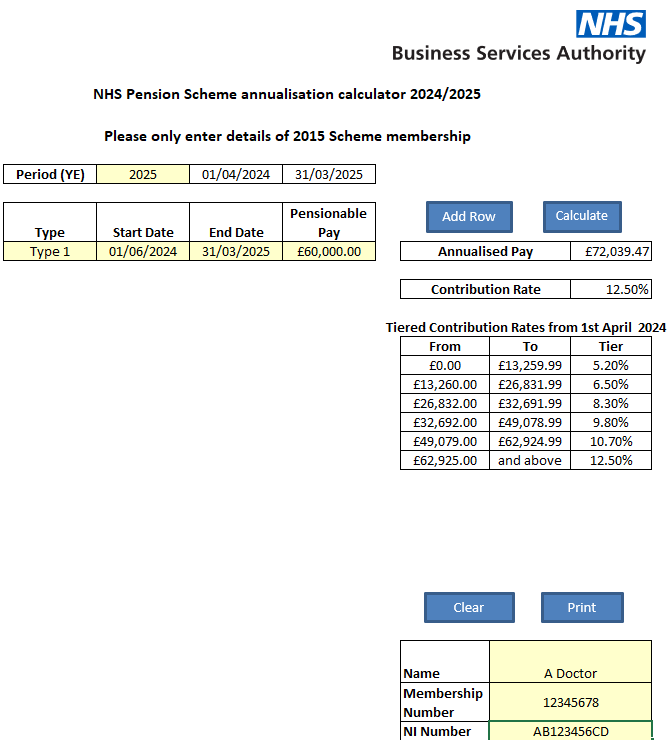 NHS
Business Services Authority
NHS Pension Scheme annualisation calculator 2024/2025
Please only enter details of 2015 Scheme membership
Period (YE) 2025 01/04/2024 31/03/2025
Type Start Date End Date Pensionable Pay
Type 1 01/06/2024 31/03/2025 £60,000.00
Add Row Calculate
Annualised Pay £72,039.47
Contribution Rate 12.50%
Tiered Contribution Rates from 1st April 2024
From To Tier
£0.00 £13,259.99 5.20%
£13,260.00 £26,831.99 6.50%
£26,832.00 £32,691.99 8.30%
£32,692.00 £49,078.99 9.80%
£49,079.00 £62,924.99 10.70%
£62,925.00 and above 12.50%
Clear Print
Name A Doctor
Membership Number 12345678
NI Number AB123456CD